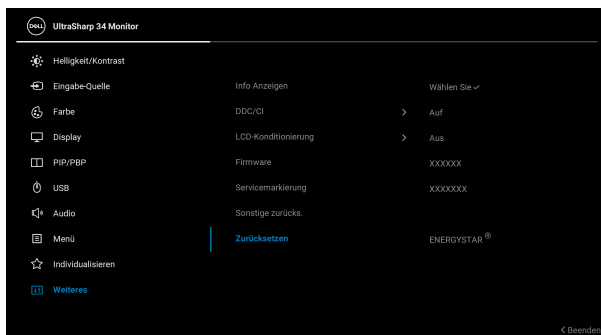 DELL UltraSharp 34 Monitor
Helligkeit/Kontrast
Eingabe-Quelle
Info Anzeigen Wählen Sie ✓
Farbe
DDC/CI > Auf
Display
LCD-Konditionierung > Aus
PIP/PBP
Firmware XXXXXX
USB
Servicemarkierung XXXXXXX
Audio
Sonstige zurücks.
Menü
Zurücksetzen ENERGYSTAR ®
Individualisieren
Weiteres
< Beenden